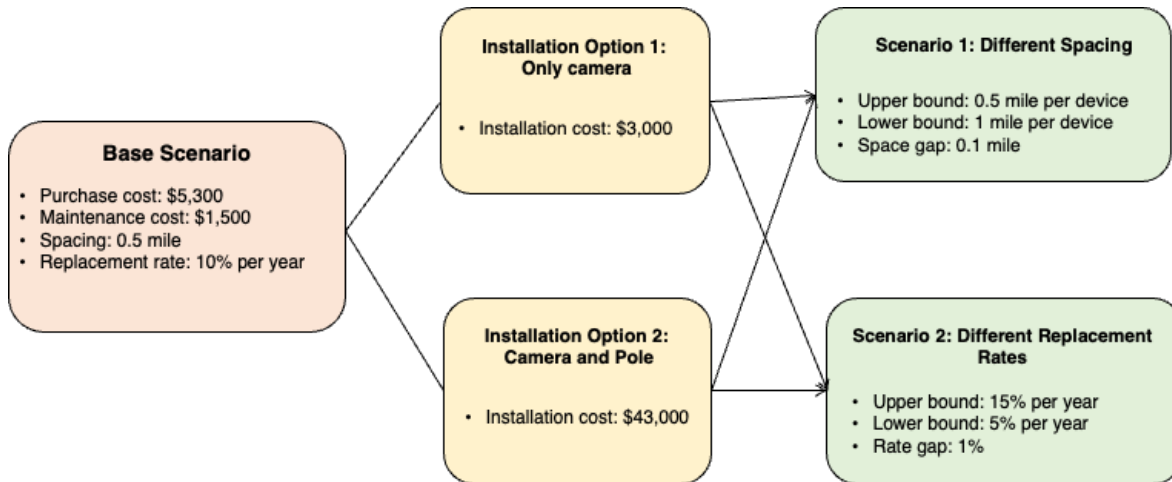 Base Scenario
• Purchase cost: $5,300
• Maintenance cost: $1,500
• Spacing: 0.5 mile
• Replacement rate: 10% per year
Installation Option 1:
Only camera
• Installation cost: $3,000
Installation Option 2:
Camera and Pole
• Installation cost: $43,000
Scenario 1: Different Spacing
• Upper bound: 0.5 mile per device
• Lower bound: 1 mile per device
• Space gap: 0.1 mile
Scenario 2: Different Replacement
Rates
• Upper bound: 15% per year
• Lower bound: 5% per year
• Rate gap: 1%